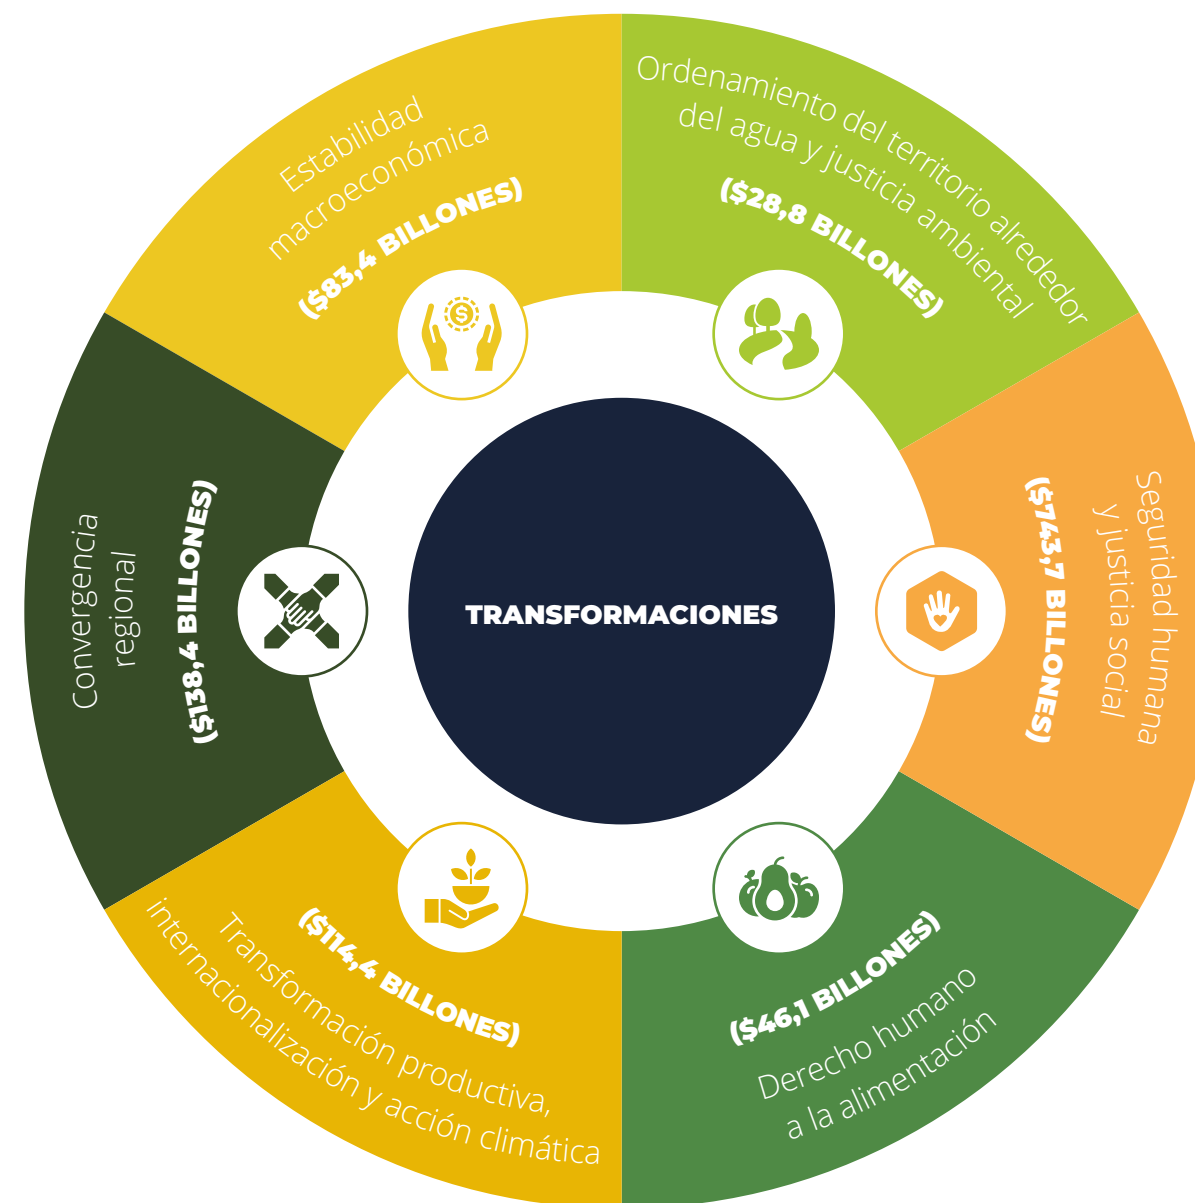 Ordenamiento del territorio alrededor
del agua y justicia ambiental
($28,8 BILLONES)
Seguridad humana
y justicia social
($743,7 BILLONES)
($46,1 BILLONES)
Derecho humano
a la alimentación
($114,4 BILLONES)
Transformación productiva,
internacionalización y acción climática
Convergencia
regional
($138,4 BILLONES)
Estabilidad
macroeconómica
($83,4 BILLONES)
TRANSFORMACIONES